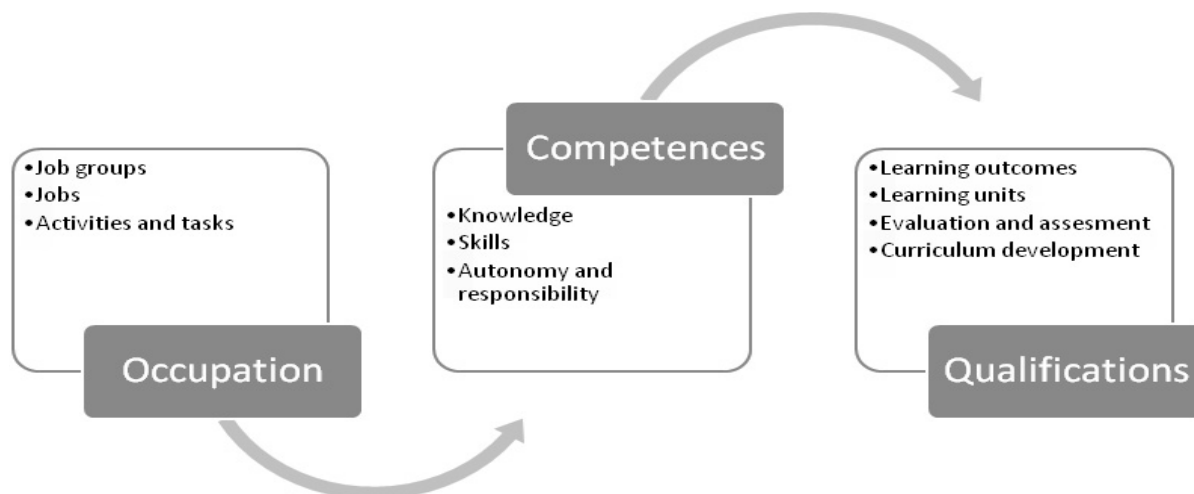 •Job groups
•Jobs
•Activities and tasks
Occupation
Competences
•Knowledge
•Skills
•Autonomy and
responsibility
•Learning outcomes
•Learning units
•Evaluation and assesment
•Curriculum development
Qualifications